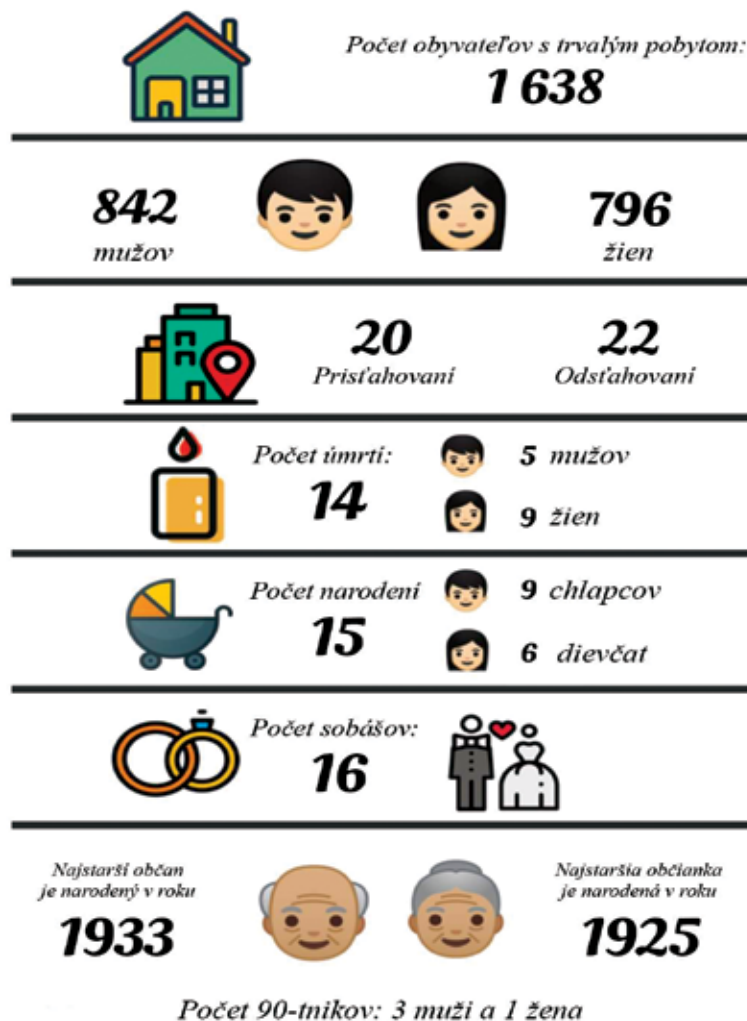 Počet obyvateľov s trvalým pobytom:
1 638
842
mužov
796
žien
20
Prisťahovaní
22
Odsťahovaní
Počet úmrtí:
14
5 mužov
9 žien
Počet narodení
15
9 chlapcov
6 dievčat
Počet sobášov:
16
Najstarší občan
je narodený v roku
1933
Najstaršia občianka
je narodená v roku
1925
Počet 90-tnikov: 3 muži a 1 žena